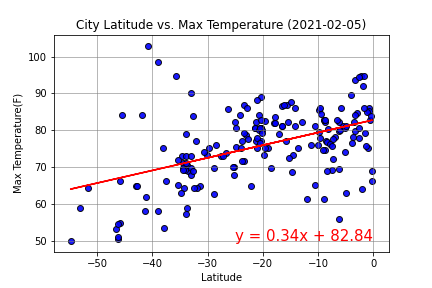 City Latitude vs. Max Temperature (2021-02-05)
Max Temperature(F)
100
90
80
70
60
50
y = 0.34x + 82.84
−50 −40 −30 −20 −10 0
Latitude